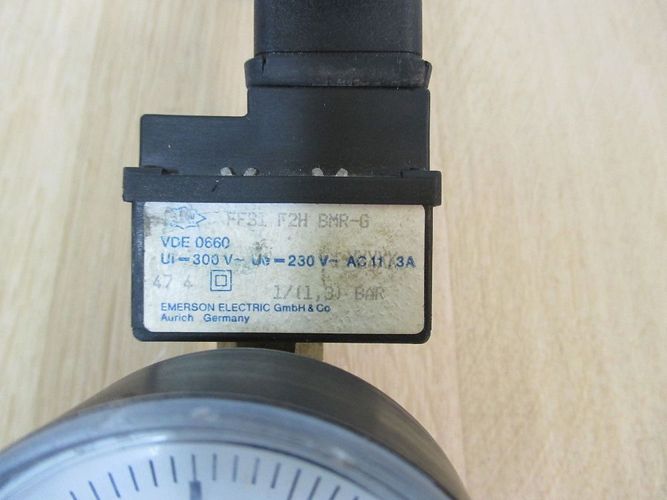 FF31 F2H BMR-G
VDE 0660
Ui=300 V~ Ue=230 V~ AC 11/3A
47 4
1/(1,3) BAR
EMERSON ELECTRIC GmbH & Co
Aurich Germany